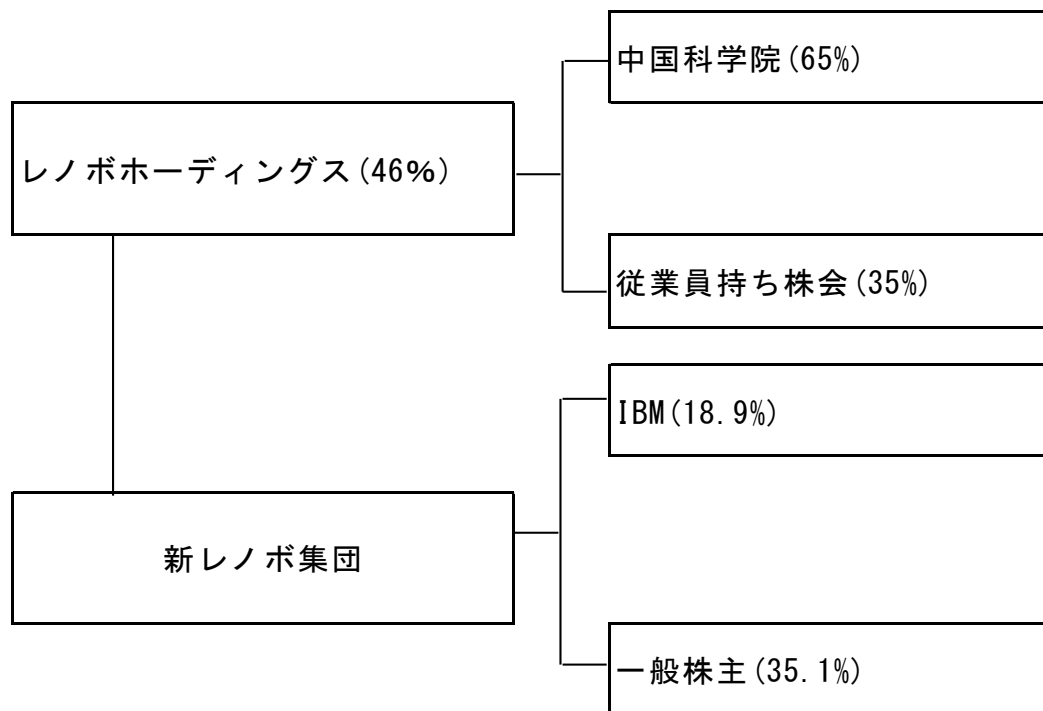 中国科学院(65%)
レノボホーディングス(46%)
従業員持ち株会(35%)
IBM(18.9%)
新レノボ集団
一般株主(35.1%)